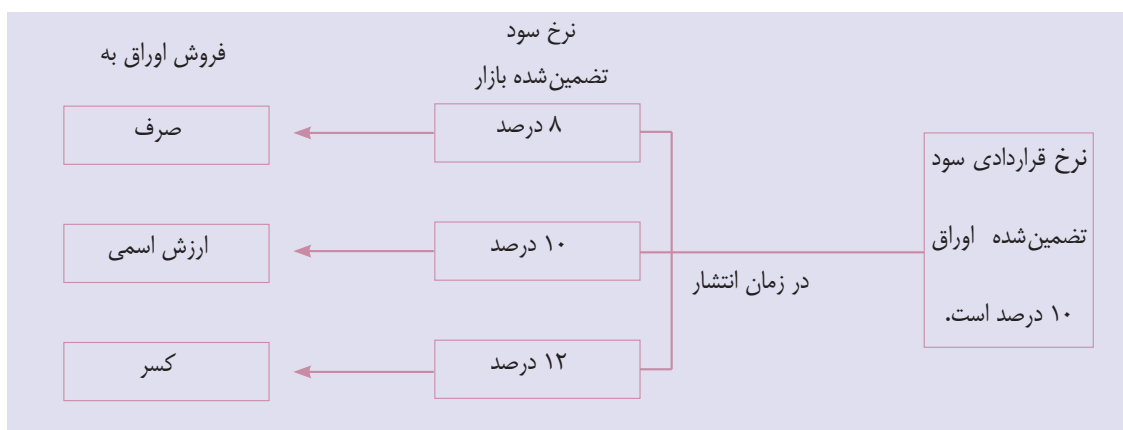 نرخ قراردادی سود
تضمین‌شده اوراق
۱۰ درصد است.
در زمان انتشار
نرخ سود
تضمین‌شده بازار
۸ درصد
۱۰ درصد
۱۲ درصد
فروش اوراق به
صرف
ارزش اسمی
کسر